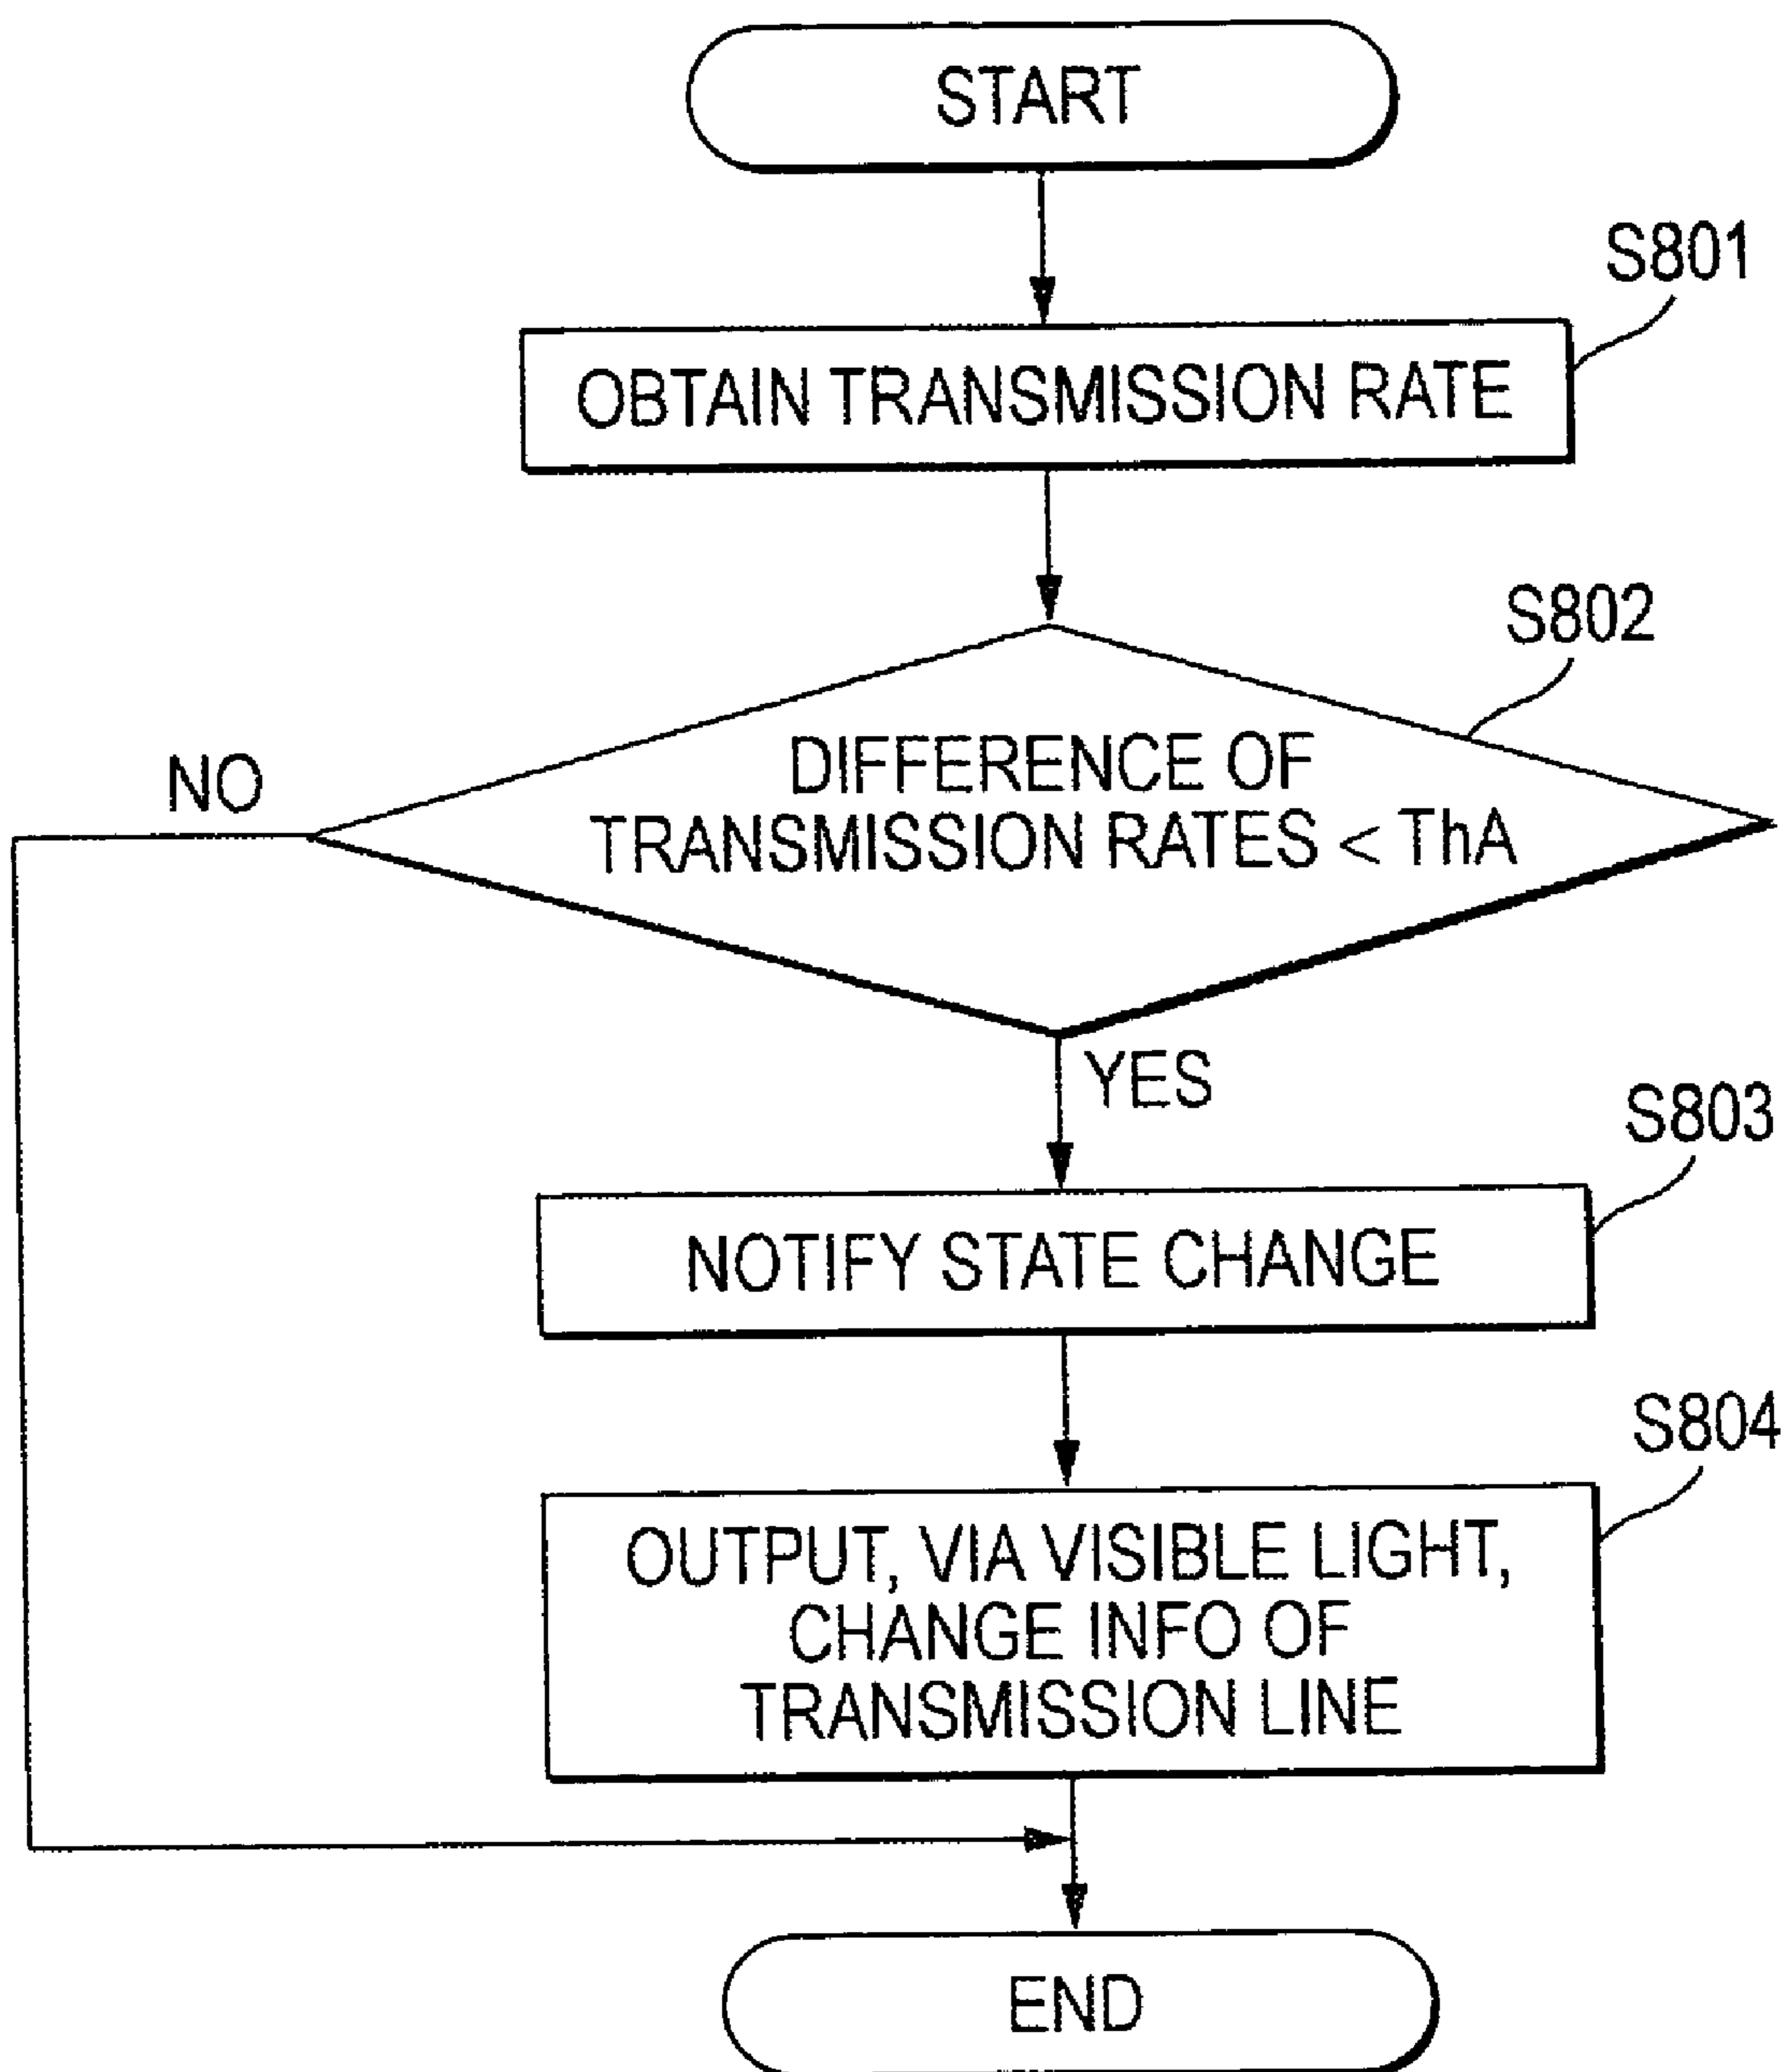 START
S801
OBTAIN TRANSMISSION RATE
S802
DIFFERENCE OF
TRANSMISSION RATES < ThA
NO
YES
S803
NOTIFY STATE CHANGE
S804
OUTPUT, VIA VISIBLE LIGHT,
CHANGE INFO OF
TRANSMISSION LINE
END